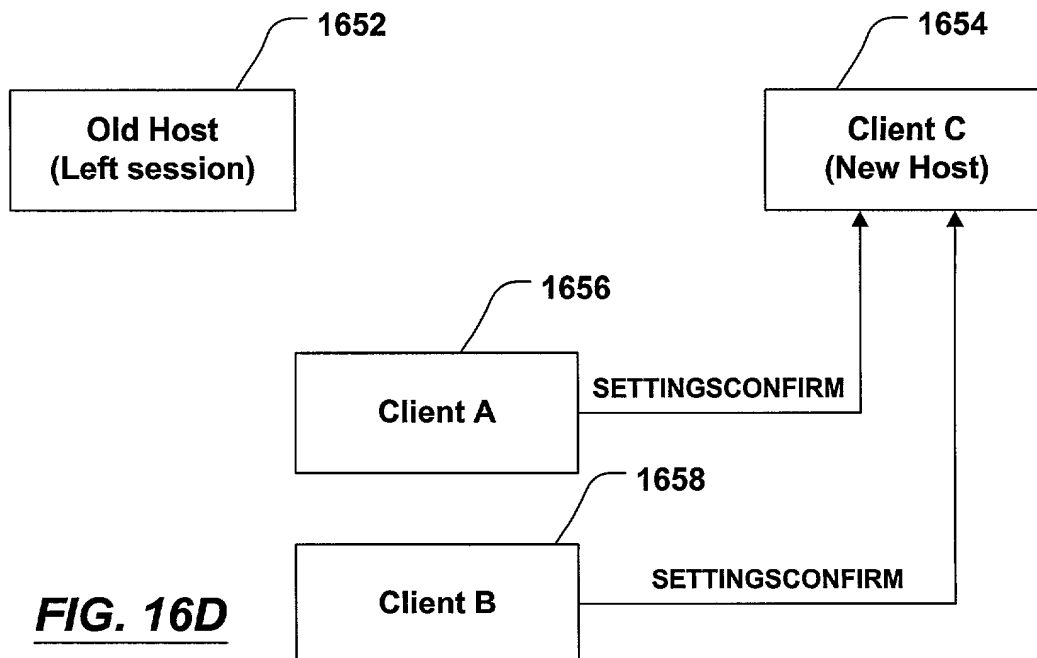 1652
1654
Old Host
(Left session)
Client C
(New Host)
1656
Client A
SETTINGSCONFIRM
1658
Client B
SETTINGSCONFIRM
FIG. 16D